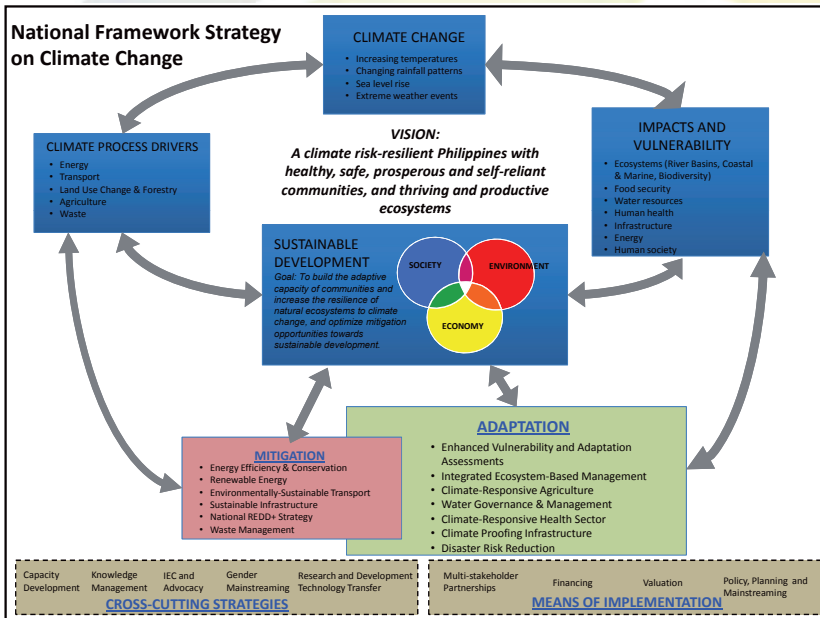 National Framework Strategy
on Climate Change
CLIMATE CHANGE
• Increasing temperatures
• Changing rainfall patterns
• Sea level rise
• Extreme weather events
CLIMATE PROCESS DRIVERS
• Energy
• Transport
• Land Use Change & Forestry
• Agriculture
• Waste
VISION:
A climate risk-resilient Philippines with
healthy, safe, prosperous and self-reliant
communities, and thriving and productive
ecosystems
IMPACTS AND
VULNERABILITY
• Ecosystems (River Basins, Coastal
& Marine, Biodiversity)
• Food security
• Water resources
• Human health
• Infrastructure
• Energy
• Human society
SUSTAINABLE
DEVELOPMENT
Goal: To build the adaptive
capacity of communities and
increase the resilience of
natural ecosystems to climate
change, and optimize mitigation
opportunities towards
sustainable development.
SOCIETY
ENVIRONMENT
ECONOMY
MITIGATION
• Energy Efficiency & Conservation
• Renewable Energy
• Environmentally-Sustainable Transport
• Sustainable Infrastructure
• National REDD+ Strategy
• Waste Management
ADAPTATION
• Enhanced Vulnerability and Adaptation
Assessments
• Integrated Ecosystem-Based Management
• Climate-Responsive Agriculture
• Water Governance & Management
• Climate-Responsive Health Sector
• Climate Proofing Infrastructure
• Disaster Risk Reduction
Capacity
Development
Knowledge
Management
IEC and
Advocacy
Gender
Mainstreaming
Research and Development
Technology Transfer
CROSS-CUTTING STRATEGIES
Multi-stakeholder
Partnerships
Financing
Valuation
Policy, Planning and
Mainstreaming
MEANS OF IMPLEMENTATION